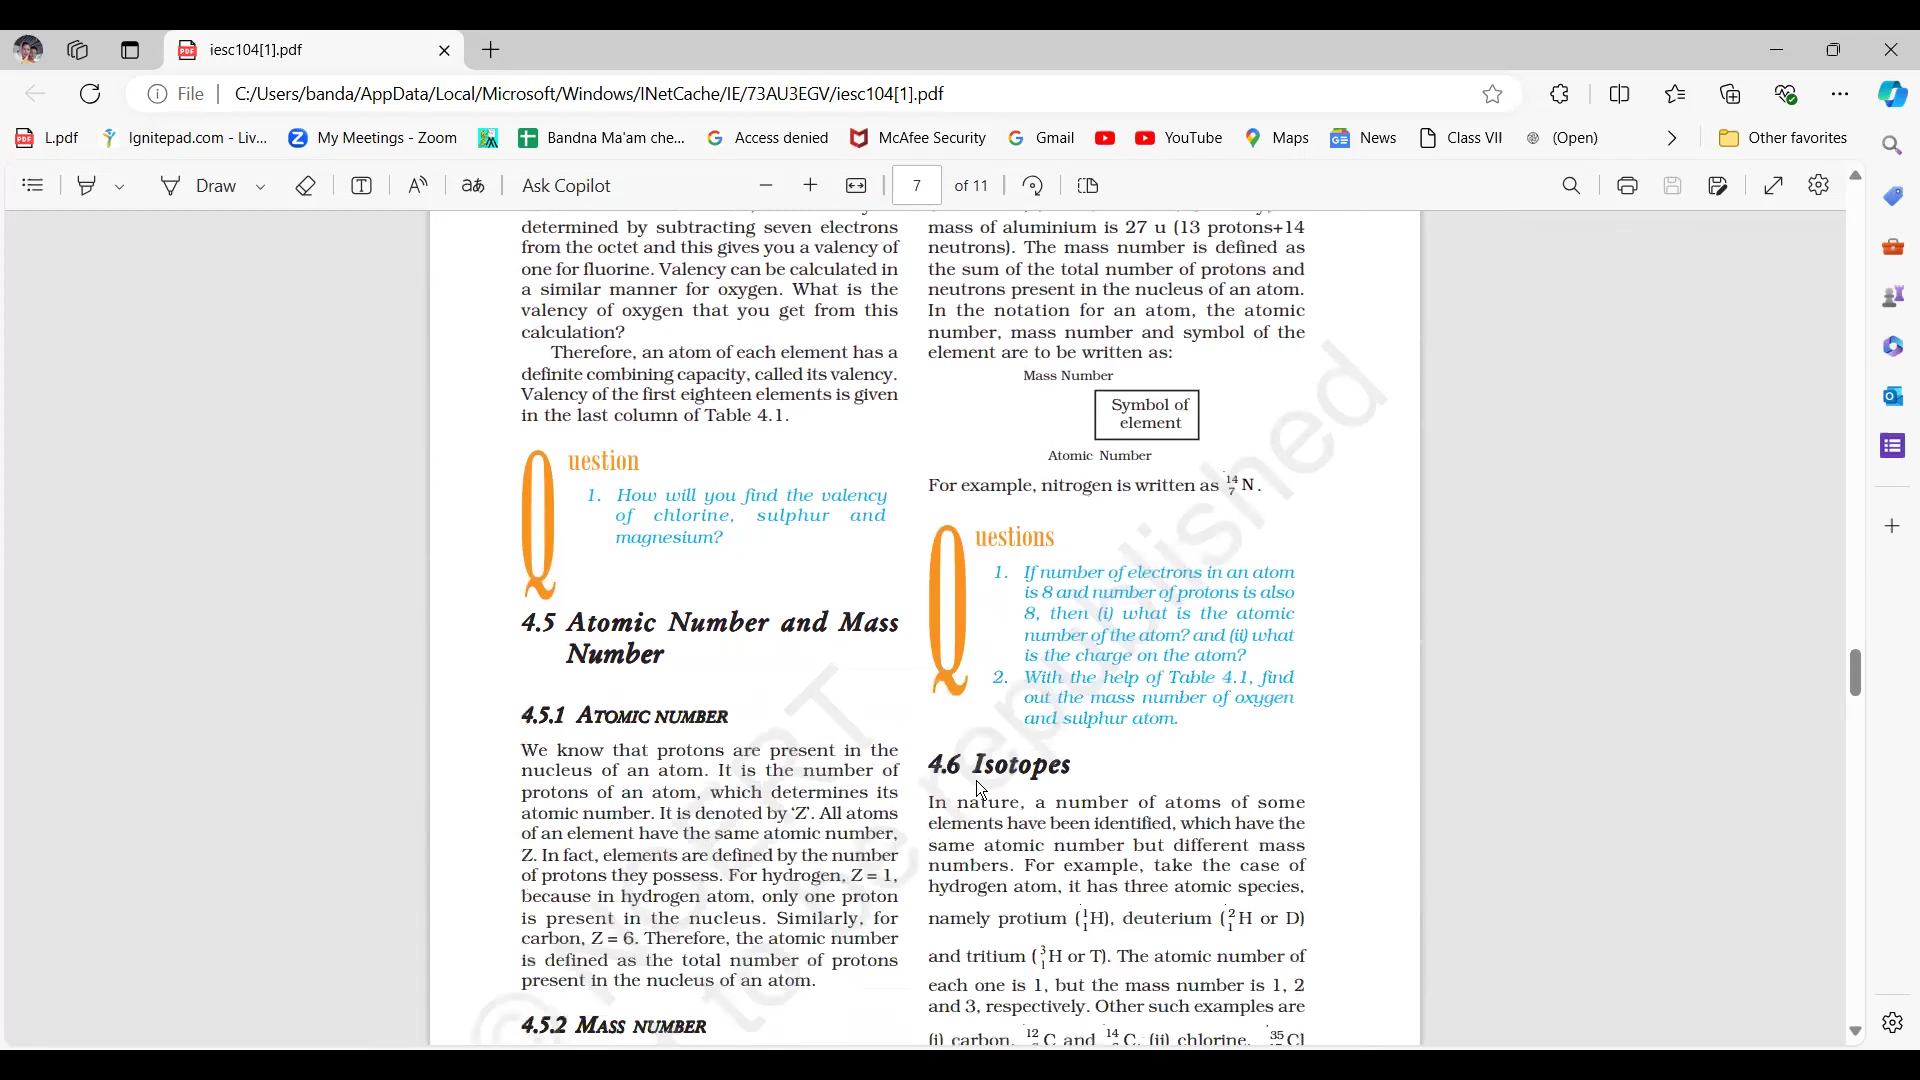 iesc104[1].pdf
File
C:/Users/banda/AppData/Local/Microsoft/Windows/INetCache/IE/73AU3EGV/iesc104[1].pdf
L.pdf
Ignitepad.com - Liv...
My Meetings - Zoom
Bandna Ma'am che...
Access denied
McAfee Security
Gmail
YouTube
Maps
News
Class VII
(Open)
Other favorites
Draw
Ask Copilot
7 of 11
determined by subtracting seven electrons
from the octet and this gives you a valency of
one for fluorine. Valency can be calculated in
a similar manner for oxygen. What is the
valency of oxygen that you get from this
calculation?
Therefore, an atom of each element has a
definite combining capacity, called its valency.
Valency of the first eighteen elements is given
in the last column of Table 4.1.
Question
1. How will you find the valency
of chlorine, sulphur and
magnesium?
4.5 Atomic Number and Mass
Number
4.5.1 ATOMIC NUMBER
We know that protons are present in the
nucleus of an atom. It is the number of
protons of an atom, which determines its
atomic number. It is denoted by ‘Z’. All atoms
of an element have the same atomic number,
Z. In fact, elements are defined by the number
of protons they possess. For hydrogen, Z = 1,
because in hydrogen atom, only one proton
is present in the nucleus. Similarly, for
carbon, Z = 6. Therefore, the atomic number
is defined as the total number of protons
present in the nucleus of an atom.
4.5.2 MASS NUMBER
mass of aluminium is 27 u (13 protons+14
neutrons). The mass number is defined as
the sum of the total number of protons and
neutrons present in the nucleus of an atom.
In the notation for an atom, the atomic
number, mass number and symbol of the
element are to be written as:
Mass Number
Symbol of
element
Atomic Number
For example, nitrogen is written as ¹⁴₇N.
Questions
1. If number of electrons in an atom
is 8 and number of protons is also
8, then (i) what is the atomic
number of the atom? and (ii) what
is the charge on the atom?
2. With the help of Table 4.1, find
out the mass number of oxygen
and sulphur atom.
4.6 Isotopes
In nature, a number of atoms of some
elements have been identified, which have the
same atomic number but different mass
numbers. For example, take the case of
hydrogen atom, it has three atomic species,
namely protium (¹₁H), deuterium (²₁H or D)
and tritium (³₁H or T). The atomic number of
each one is 1, but the mass number is 1, 2
and 3, respectively. Other such examples are
(i) carbon, ¹²C and ¹⁴C, (ii) chlorine, ³⁵Cl
© NCERT
to be republished